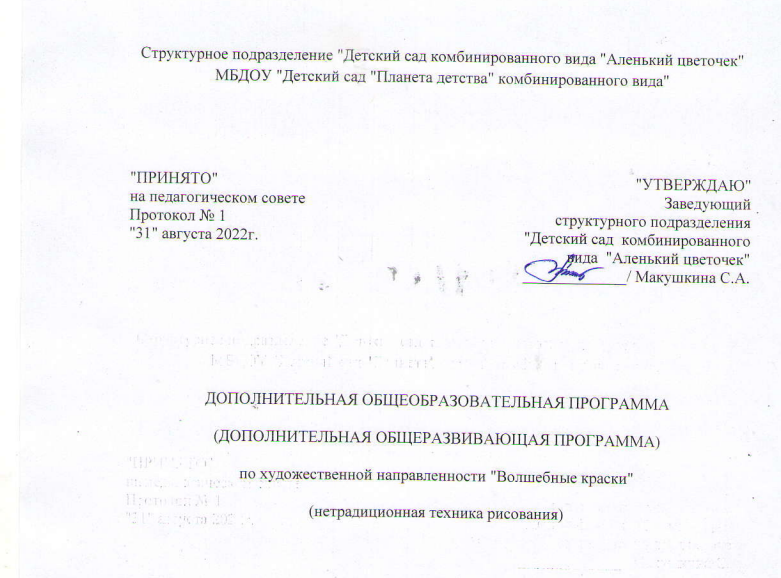 Структурное подразделение "Детский сад комбинированного вида "Аленький цветочек"
МБДОУ "Детский сад "Планета детства" комбинированного вида"
"ПРИНЯТО"
на педагогическом совете
Протокол № 1
"31" августа 2022г.
"УТВЕРЖДАЮ"
Заведующий
структурного подразделения
"Детский сад комбинированного
вида "Аленький цветочек"
_____________/ Макушкина С.А.
ДОПОЛНИТЕЛЬНАЯ ОБЩЕОБРАЗОВАТЕЛЬНАЯ ПРОГРАММА
(ДОПОЛНИТЕЛЬНАЯ ОБЩЕРАЗВИВАЮЩАЯ ПРОГРАММА)
по художественной направленности "Волшебные краски"
(нетрадиционная техника рисования)